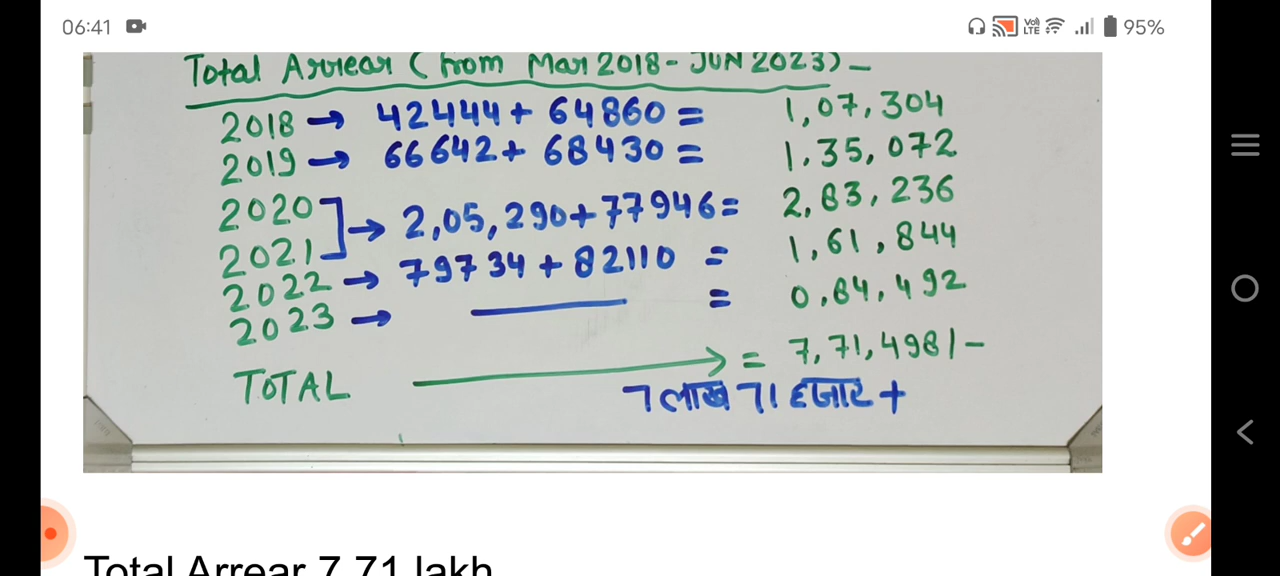 06:41
Vo) LTE 95%
Total Arrear (from Mar 2018 - JUN 2023) -
2018 → 42444 + 64860 = 1,07,304
2019 → 66642 + 68430 = 1.35,072
2020
2021 → 2,05,290 + 77946 = 2,83,236
2022 → 79734 + 82110 = 1,61,844
2023 → = 0,84,492
TOTAL → = 7,71,498/-
7 लाख 71 हजार +
Total Arrear 7.71 lakh